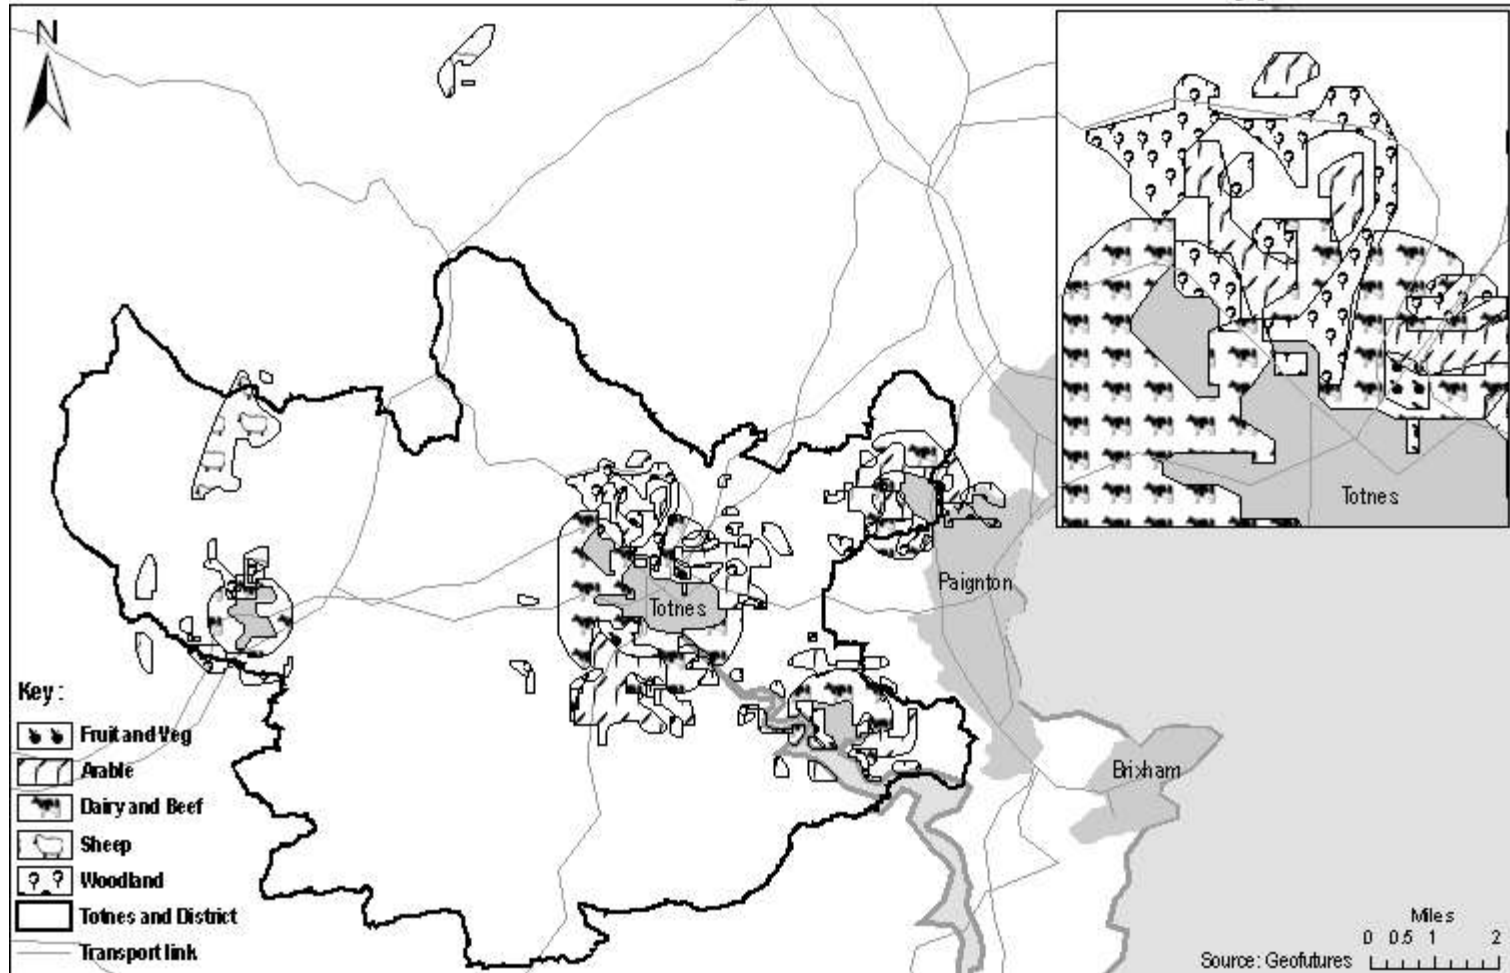 N
Totnes
Paignton
Totnes
Brixham
Key :
Fruit and Veg
Arable
Dairy and Beef
Sheep
Woodland
Totnes and District
Transport link
Miles
0 0.5 1 2
Source: Geofutures